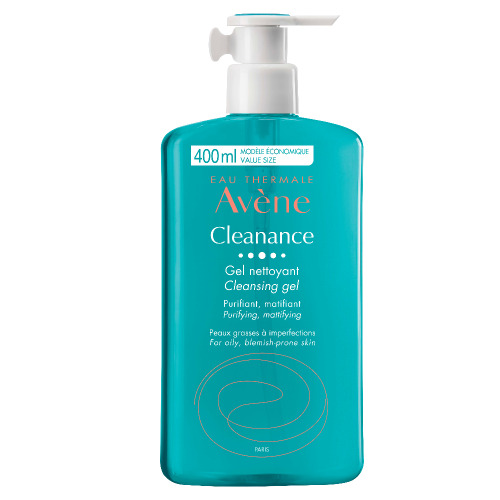 400ml MODÈLE ÉCONOMIQUE
VALUE SIZE
EAU THERMALE
Avène
Cleanance
Gel nettoyant
Cleansing gel
Purifiant, matifiant
Purifying, mattifying
Peaux grasses à imperfections
For oily, blemish-prone skin
PARIS